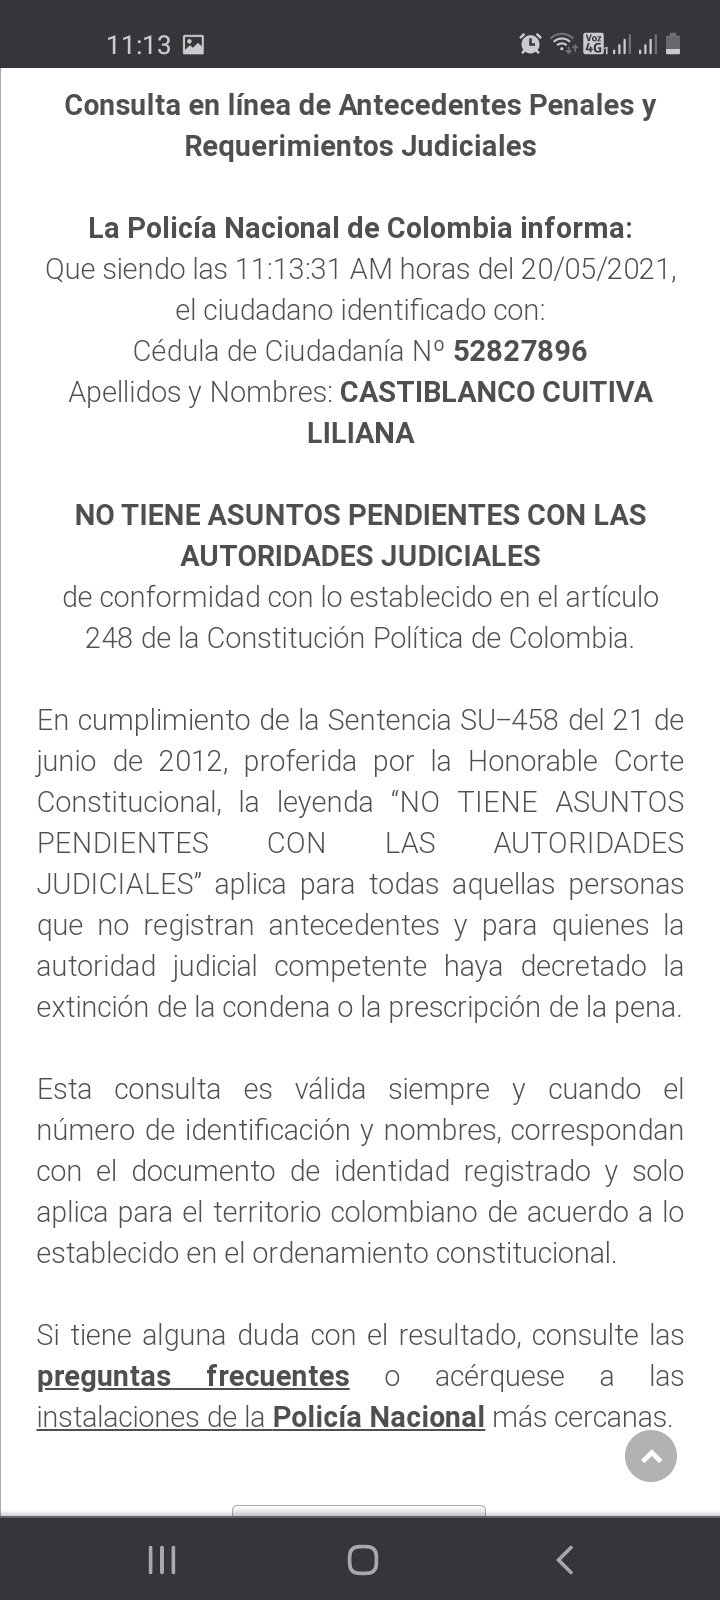 11:13
Voz
4G 1
Consulta en línea de Antecedentes Penales y
Requerimientos Judiciales
La Policía Nacional de Colombia informa:
Que siendo las 11:13:31 AM horas del 20/05/2021,
el ciudadano identificado con:
Cédula de Ciudadanía Nº 52827896
Apellidos y Nombres: CASTIBLANCO CUITIVA
LILIANA
NO TIENE ASUNTOS PENDIENTES CON LAS
AUTORIDADES JUDICIALES
de conformidad con lo establecido en el artículo
248 de la Constitución Política de Colombia.
En cumplimiento de la Sentencia SU–458 del 21 de
junio de 2012, proferida por la Honorable Corte
Constitucional, la leyenda “NO TIENE ASUNTOS
PENDIENTES CON LAS AUTORIDADES
JUDICIALES” aplica para todas aquellas personas
que no registran antecedentes y para quienes la
autoridad judicial competente haya decretado la
extinción de la condena o la prescripción de la pena.
Esta consulta es válida siempre y cuando el
número de identificación y nombres, correspondan
con el documento de identidad registrado y solo
aplica para el territorio colombiano de acuerdo a lo
establecido en el ordenamiento constitucional.
Si tiene alguna duda con el resultado, consulte las
preguntas frecuentes o acérquese a las
instalaciones de la Policía Nacional más cercanas.